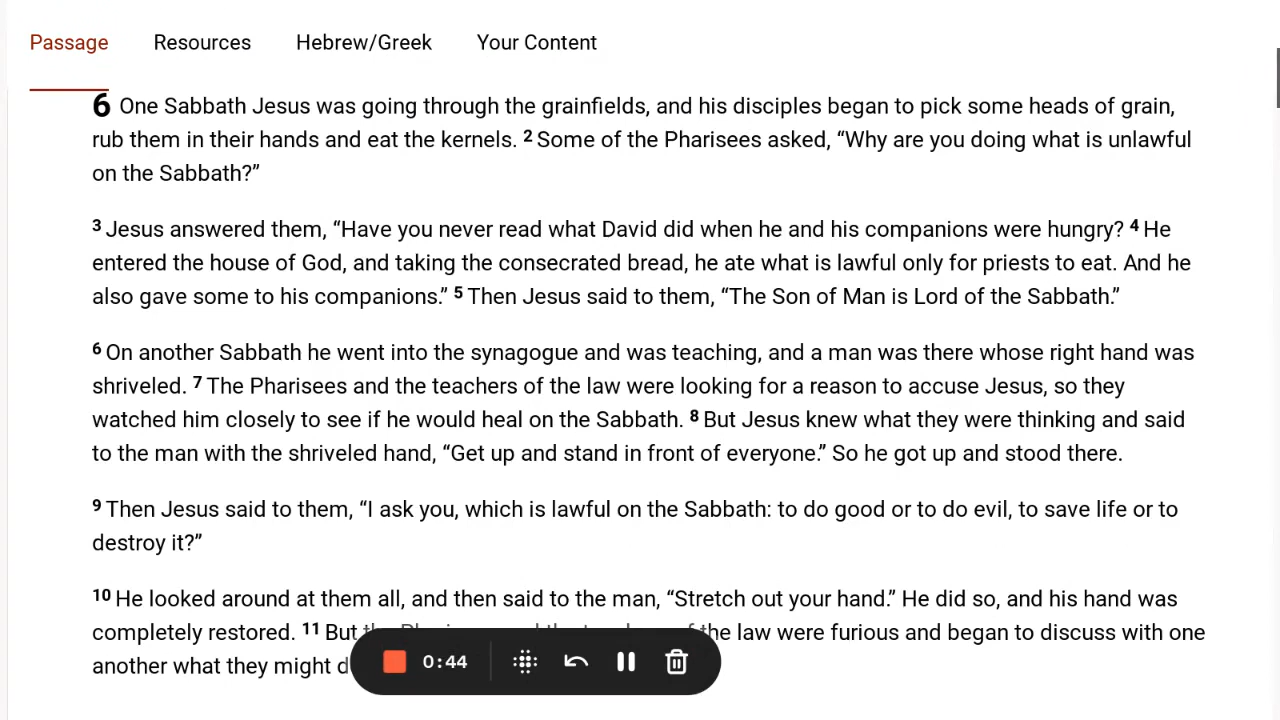 Passage Resources Hebrew/Greek Your Content
6 One Sabbath Jesus was going through the grainfields, and his disciples began to pick some heads of grain,
rub them in their hands and eat the kernels. 2 Some of the Pharisees asked, “Why are you doing what is unlawful
on the Sabbath?”
3 Jesus answered them, “Have you never read what David did when he and his companions were hungry? 4 He
entered the house of God, and taking the consecrated bread, he ate what is lawful only for priests to eat. And he
also gave some to his companions.” 5 Then Jesus said to them, “The Son of Man is Lord of the Sabbath.”
6 On another Sabbath he went into the synagogue and was teaching, and a man was there whose right hand was
shriveled. 7 The Pharisees and the teachers of the law were looking for a reason to accuse Jesus, so they
watched him closely to see if he would heal on the Sabbath. 8 But Jesus knew what they were thinking and said
to the man with the shriveled hand, “Get up and stand in front of everyone.” So he got up and stood there.
9 Then Jesus said to them, “I ask you, which is lawful on the Sabbath: to do good or to do evil, to save life or to
destroy it?”
10 He looked around at them all, and then said to the man, “Stretch out your hand.” He did so, and his hand was
completely restored. 11 But the law were furious and began to discuss with one
another what they might
0:44